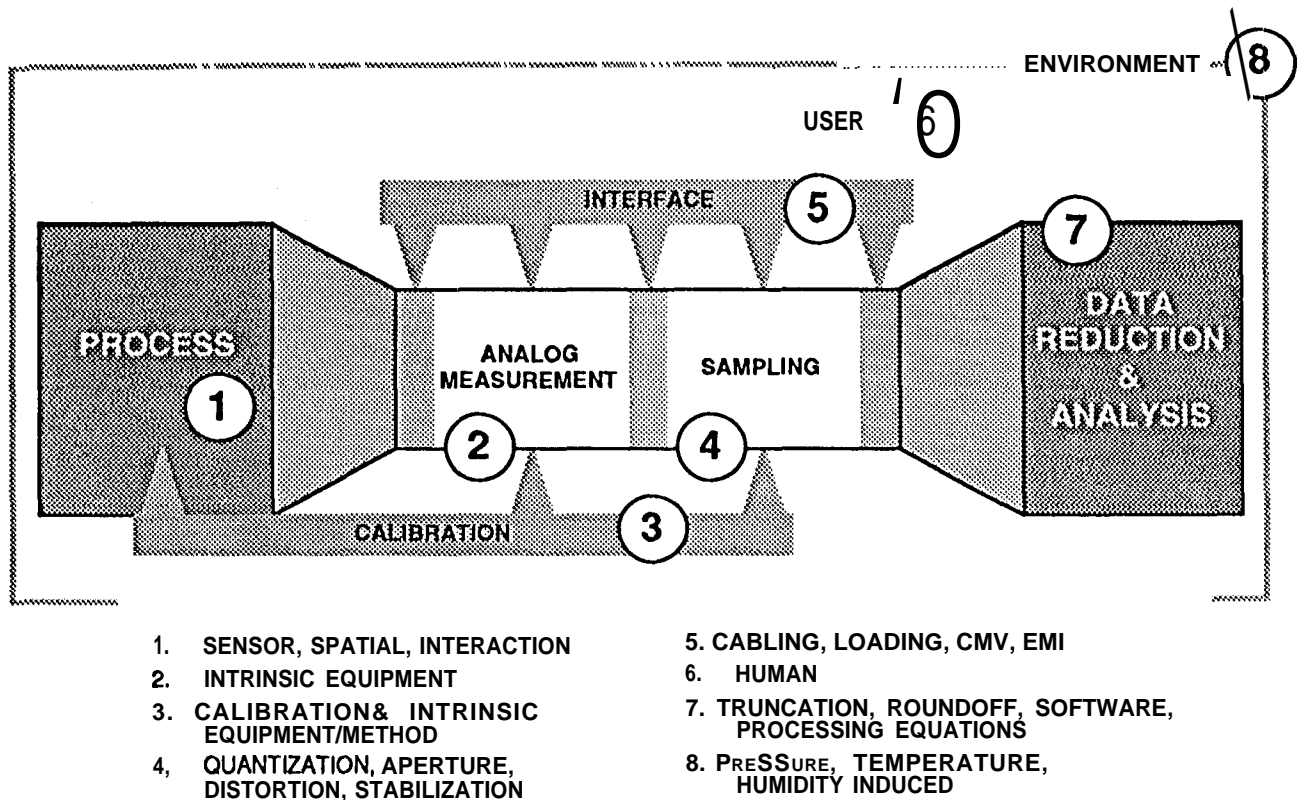 ENVIRONMENT 8
USER '6
INTERFACE 5
7
PROCESS
1
ANALOG
MEASUREMENT
SAMPLING
DATA
REDUCTION
&
ANALYSIS
2
4
CALIBRATION 3
1. SENSOR, SPATIAL, INTERACTION
2. INTRINSIC EQUIPMENT
3. CALIBRATION& INTRINSIC
EQUIPMENT/METHOD
4, QUANTIZATION, APERTURE,
DISTORTION, STABILIZATION
5. CABLING, LOADING, CMV, EMI
6. HUMAN
7. TRUNCATION, ROUNDOFF, SOFTWARE,
PROCESSING EQUATIONS
8. PreSSure, TEMPERATURE,
HUMIDITY INDUCED